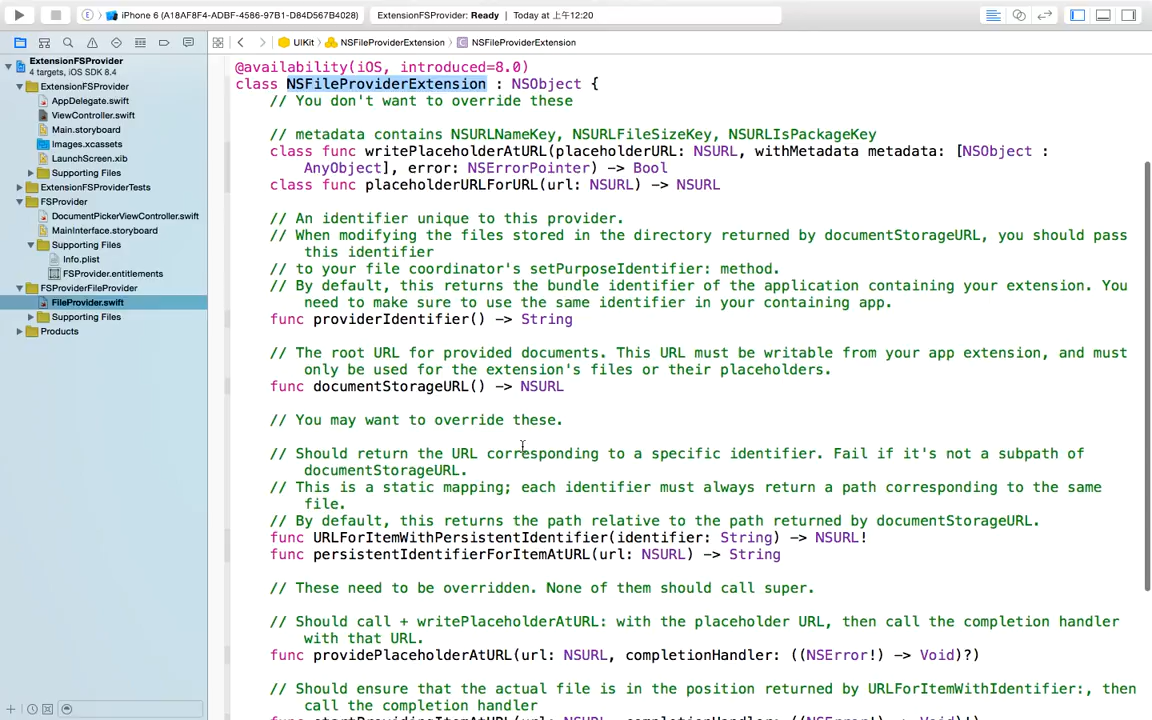 iPhone 6 (A18AF8F4-ADBF-4586-97B1-D84D567B4028)
ExtensionFSProvider: Ready | Today at 上午12:20
UIKit NSFileProviderExtension NSFileProviderExtension
ExtensionFSProvider
4 targets, iOS SDK 8.4
ExtensionFSProvider
AppDelegate.swift
ViewController.swift
Main.storyboard
Images.xcassets
LaunchScreen.xib
Supporting Files
ExtensionFSProviderTests
FSProvider
DocumentPickerViewController.swift
MainInterface.storyboard
Supporting Files
Info.plist
FSProvider.entitlements
FSProviderFileProvider
FileProvider.swift
Supporting Files
Products
@availability(iOS, introduced=8.0)
class NSFileProviderExtension : NSObject {
// You don't want to override these
// metadata contains NSURLNameKey, NSURLFileSizeKey, NSURLIsPackageKey
class func writePlaceholderAtURL(placeholderURL: NSURL, withMetadata metadata: [NSObject :
AnyObject], error: NSErrorPointer) -> Bool
class func placeholderURLForURL(url: NSURL) -> NSURL
// An identifier unique to this provider.
// When modifying the files stored in the directory returned by documentStorageURL, you should pass
this identifier
// to your file coordinator's setPurposeIdentifier: method.
// By default, this returns the bundle identifier of the application containing your extension. You
need to make sure to use the same identifier in your containing app.
func providerIdentifier() -> String
// The root URL for provided documents. This URL must be writable from your app extension, and must
only be used for the extension's files or their placeholders.
func documentStorageURL() -> NSURL
// You may want to override these.
// Should return the URL corresponding to a specific identifier. Fail if it's not a subpath of
documentStorageURL.
// This is a static mapping; each identifier must always return a path corresponding to the same
file.
// By default, this returns the path relative to the path returned by documentStorageURL.
func URLForItemWithPersistentIdentifier(identifier: String) -> NSURL!
func persistentIdentifierForItemAtURL(url: NSURL) -> String
// These need to be overridden. None of them should call super.
// Should call + writePlaceholderAtURL: with the placeholder URL, then call the completion handler
with that URL.
func providePlaceholderAtURL(url: NSURL, completionHandler: ((NSError!) -> Void)?)
// Should ensure that the actual file is in the position returned by URLForItemWithIdentifier:, then
call the completion handler
func startProvidingItemAtURL(url: NSURL, completionHandler: ((NSError!) -> Void)!)